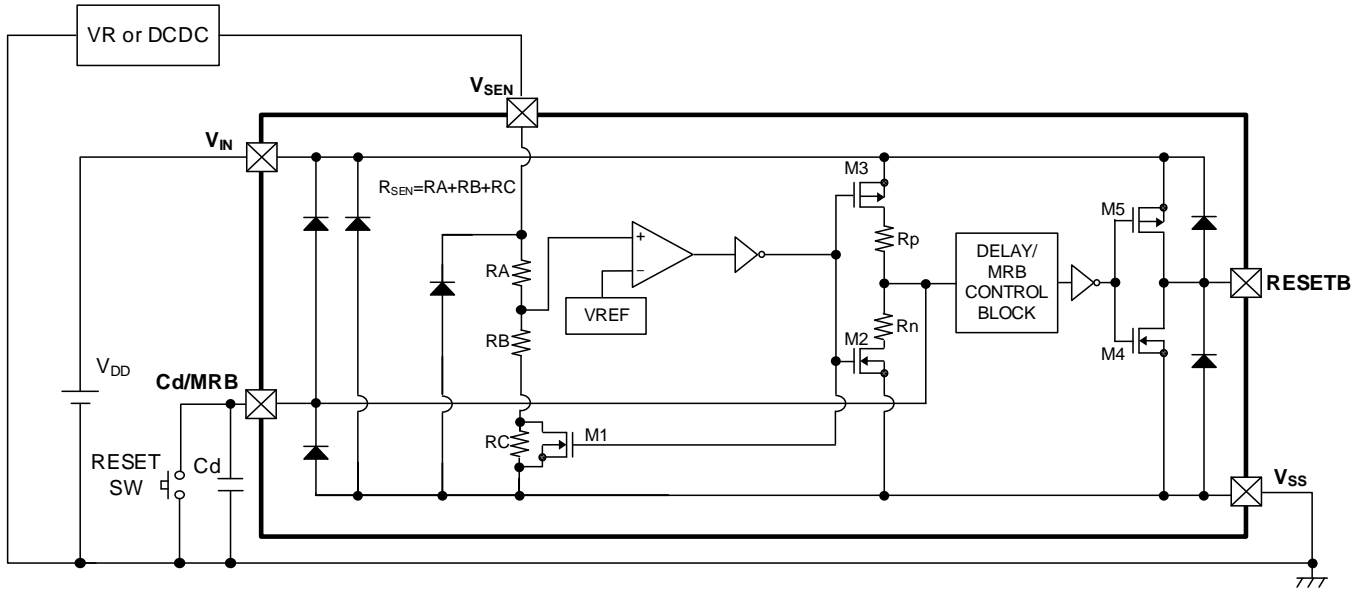 VR or DCDC
VSEN
VIN
RSEN=RA+RB+RC
M3
M5
RA
Rp
DELAY/
MRB
CONTROL
BLOCK
RESETB
VREF
RB
Rn
M2
M4
VDD
Cd/MRB
RC
M1
RESET
SW
Cd
VSS